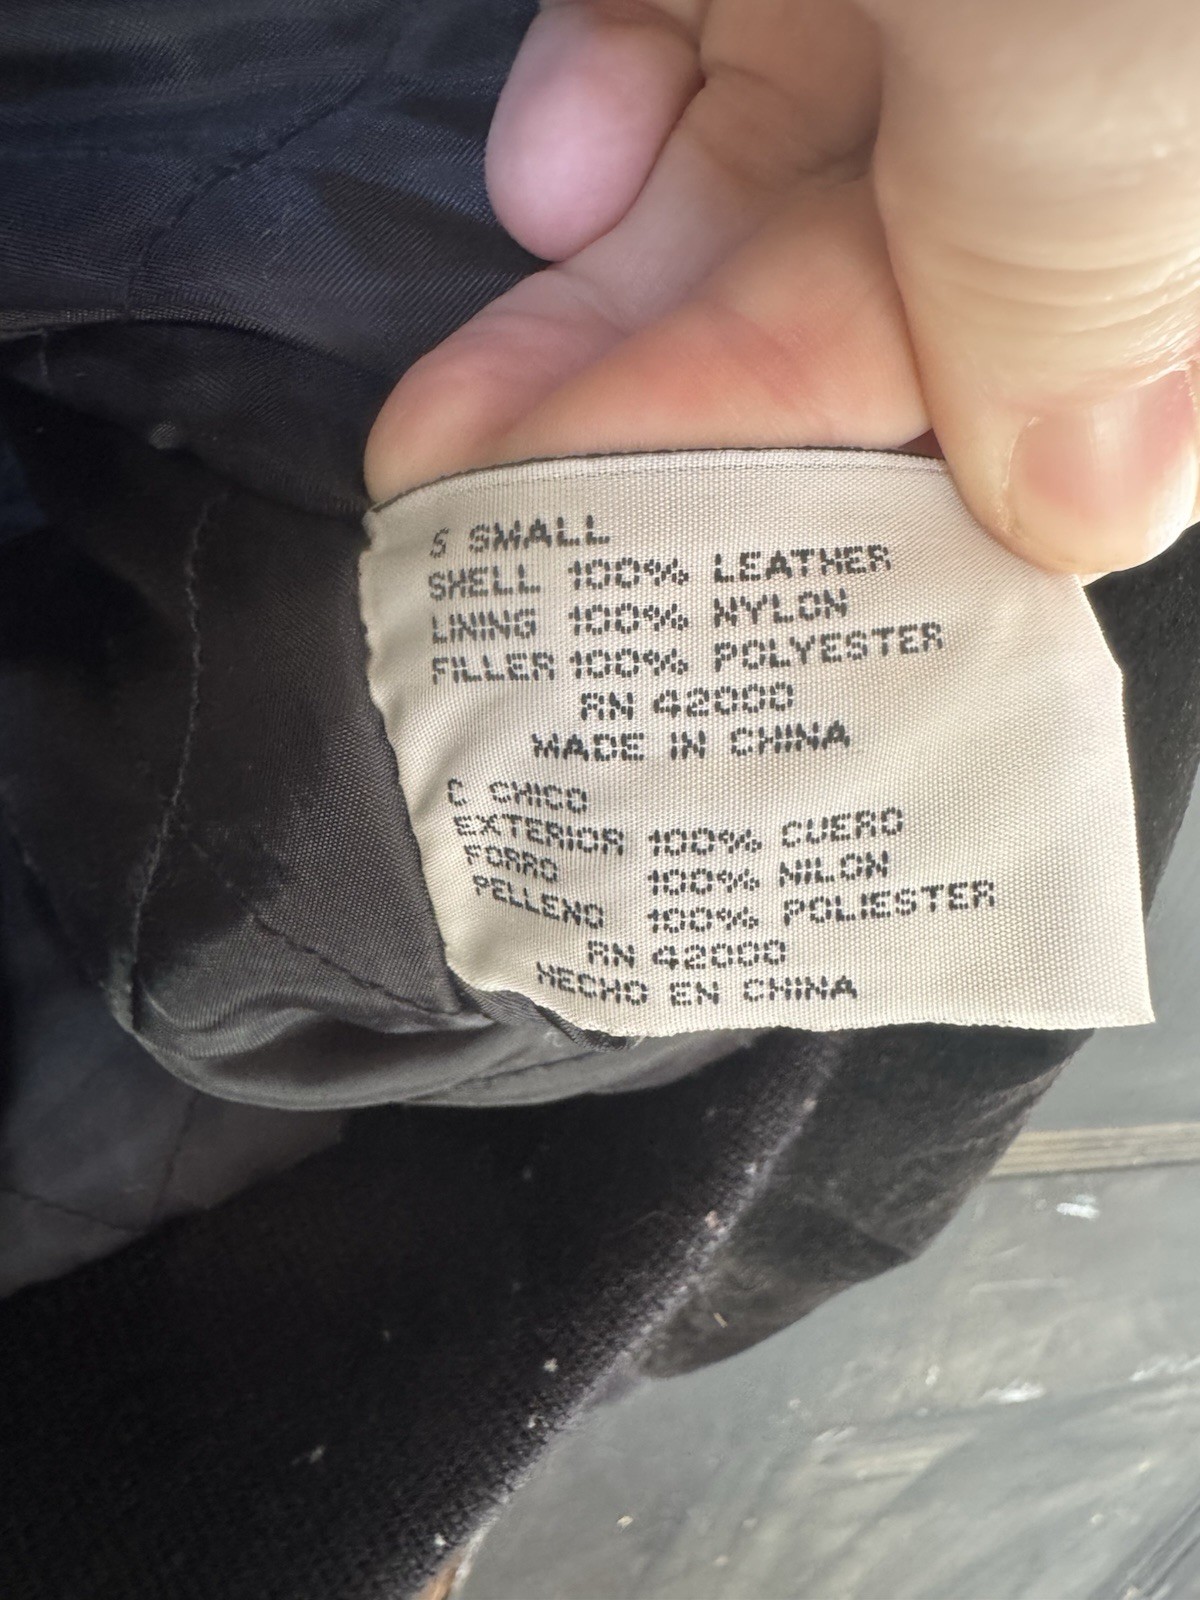 S SMALL
SHELL 100% LEATHER
LINING 100% NYLON
FILLER 100% POLYESTER
RN 42000
MADE IN CHINA
C CHICO
EXTERIOR 100% CUERO
FORRO 100% NILON
PELLENO 100% POLIESTER
RN 42000
HECHO EN CHINA